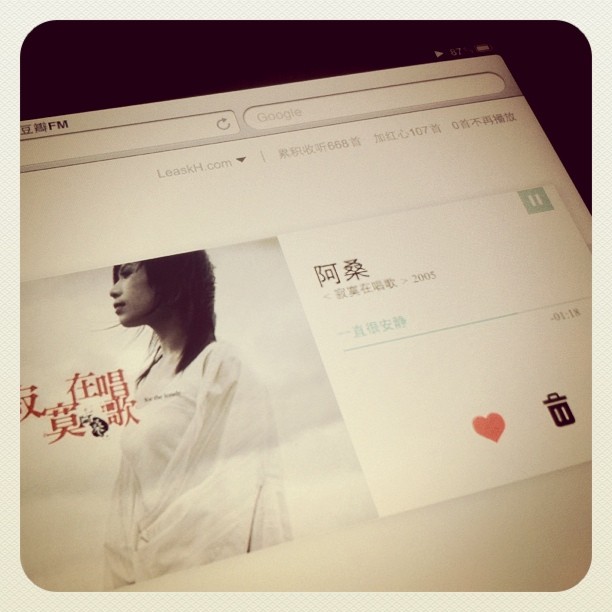 87
豆瓣FM
Google
LeaskH.com
累积收听668首 加红心107首 0首不再播放
阿桑
< 寂寞在唱歌 > 2005
一直很安静
-01:18
寂寞在唱歌
阿桑
for the lonely